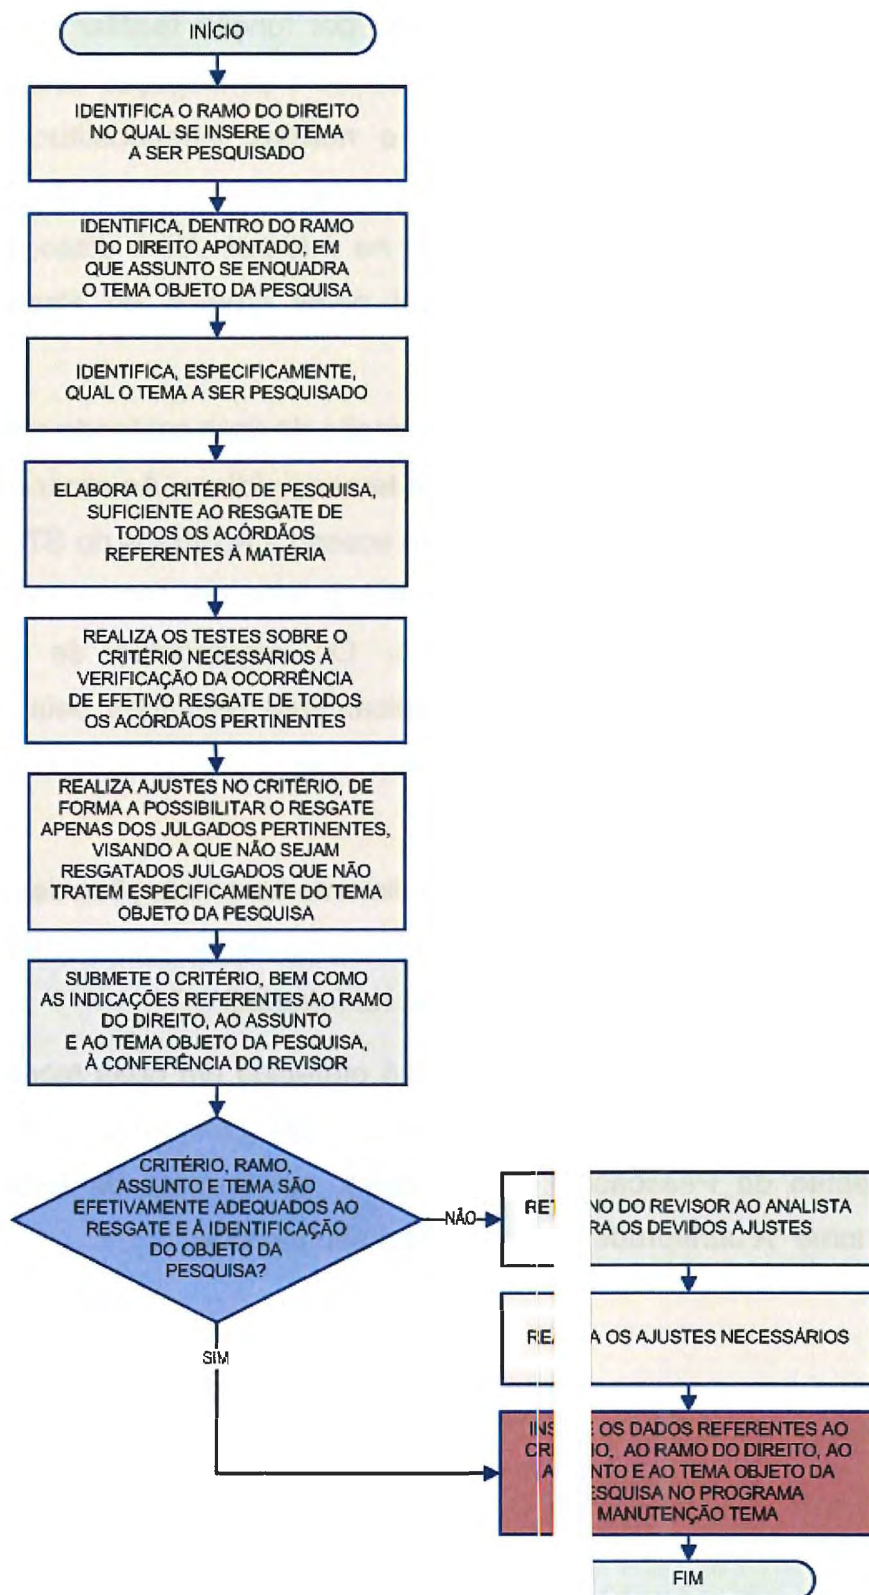 INÍCIO
IDENTIFICA O RAMO DO DIREITO
NO QUAL SE INSERE O TEMA
A SER PESQUISADO
IDENTIFICA, DENTRO DO RAMO
DO DIREITO APONTADO, EM
QUE ASSUNTO SE ENQUADRA
O TEMA OBJETO DA PESQUISA
IDENTIFICA, ESPECIFICAMENTE,
QUAL O TEMA A SER PESQUISADO
ELABORA O CRITÉRIO DE PESQUISA,
SUFICIENTE AO RESGATE DE
TODOS OS ACÓRDÃOS
REFERENTES À MATÉRIA
REALIZA OS TESTES SOBRE O
CRITÉRIO NECESSÁRIOS À
VERIFICAÇÃO DA OCORRÊNCIA
DE EFETIVO RESGATE DE TODOS
OS ACÓRDÃOS PERTINENTES
REALIZA AJUSTES NO CRITÉRIO, DE
FORMA A POSSIBILITAR O RESGATE
APENAS DOS JULGADOS PERTINENTES,
VISANDO A QUE NÃO SEJAM
RESGATADOS JULGADOS QUE NÃO
TRATEM ESPECIFICAMENTE DO TEMA
OBJETO DA PESQUISA
SUBMETE O CRITÉRIO, BEM COMO
AS INDICAÇÕES REFERENTES AO RAMO
DO DIREITO, AO ASSUNTO
E AO TEMA OBJETO DA PESQUISA,
À CONFERÊNCIA DO REVISOR
CRITÉRIO, RAMO,
ASSUNTO E TEMA SÃO
EFETIVAMENTE ADEQUADOS AO
RESGATE E À IDENTIFICAÇÃO
DO OBJETO DA
PESQUISA?
NÃO
SIM
RET NO DO REVISOR AO ANALISTA
RA OS DEVIDOS AJUSTES
REA A OS AJUSTES NECESSÁRIOS
INS E OS DADOS REFERENTES AO
CRI IO, AO RAMO DO DIREITO, AO
A NTO E AO TEMA OBJETO DA
ESQUISA NO PROGRAMA
MANUTENÇÃO TEMA
FIM